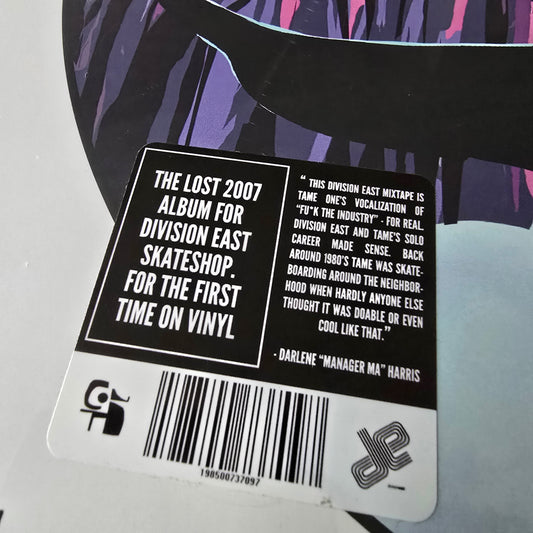 THE LOST 2007
ALBUM FOR
DIVISION EAST
SKATESHOP.
FOR THE FIRST
TIME ON VINYL
“ THIS DIVISION EAST MIXTAPE IS
TAME ONE'S VOCALIZATION OF
“FU*K THE INDUSTRY” - FOR REAL.
DIVISION EAST AND TAME'S SOLO
CAREER MADE SENSE. BACK
AROUND 1980'S TAME WAS SKATE-
BOARDING AROUND THE NEIGHBOR-
HOOD WHEN HARDLY ANYONE ELSE
THOUGHT IT WAS DOABLE OR EVEN
COOL LIKE THAT.”
- DARLENE “MANAGER MA” HARRIS
198500737097
de